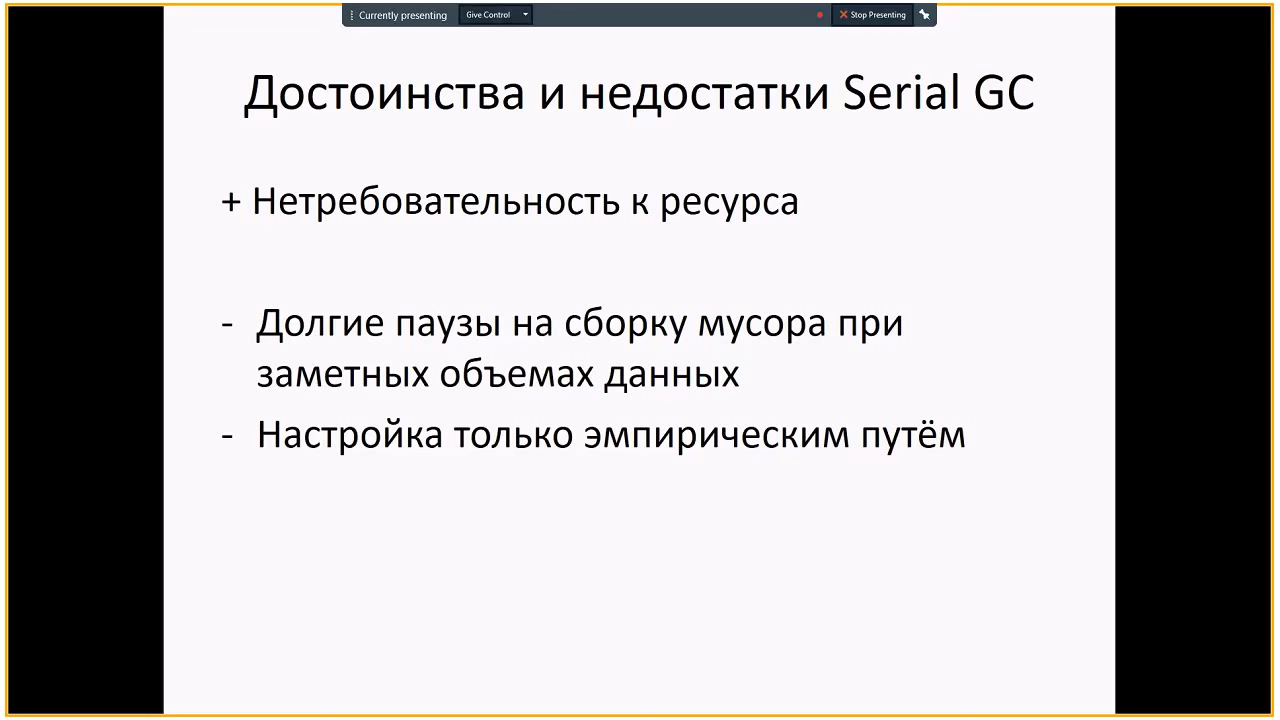 Currently presenting Give Control Stop Presenting
Достоинства и недостатки Serial GC
+ Нетребовательность к ресурса
- Долгие паузы на сборку мусора при
заметных объемах данных
- Настройка только эмпирическим путём